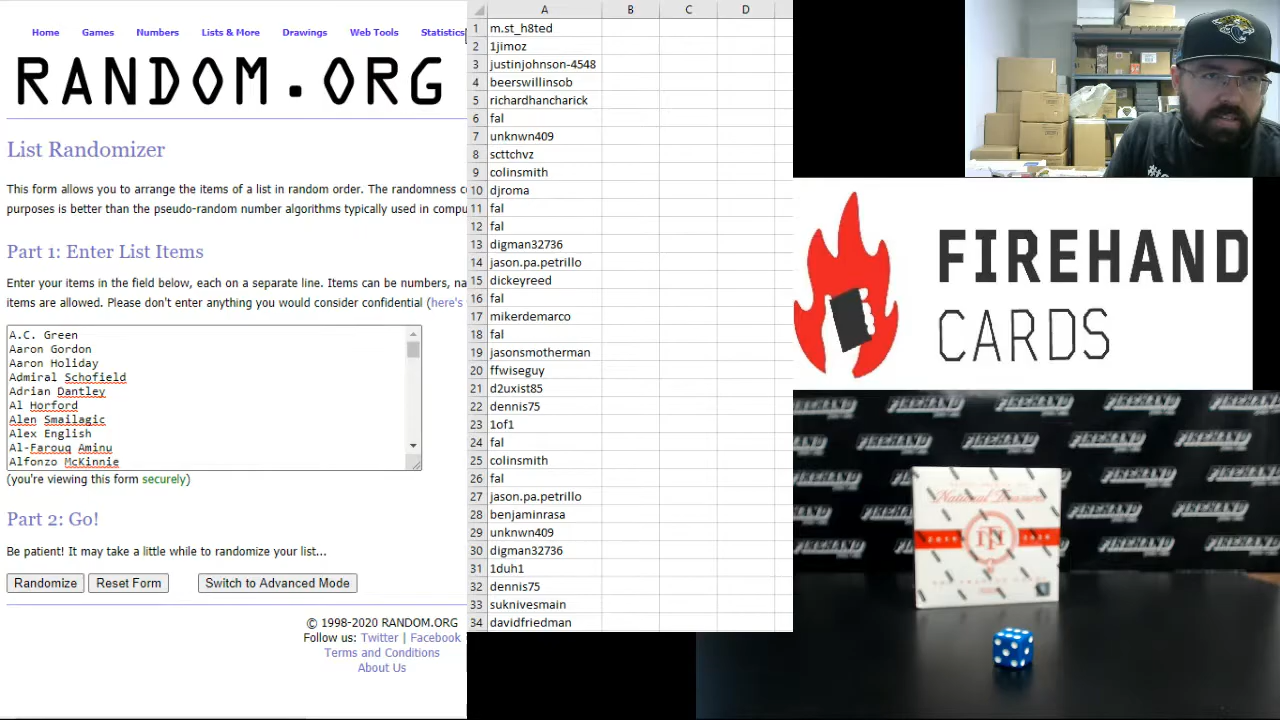 Home Games Numbers Lists & More Drawings Web Tools Statistics
RANDOM.ORG
List Randomizer
This form allows you to arrange the items of a list in random order. The randomness c
purposes is better than the pseudo-random number algorithms typically used in compu
Part 1: Enter List Items
Enter your items in the field below, each on a separate line. Items can be numbers, na
items are allowed. Please don't enter anything you would consider confidential (here's
A.C. Green
Aaron Gordon
Aaron Holiday
Admiral Schofield
Adrian Dantley
Al Horford
Alen Smailagic
Alex English
Al-Farouq Aminu
Alfonzo McKinnie
(you're viewing this form securely)
Part 2: Go!
Be patient! It may take a little while to randomize your list...
Randomize Reset Form Switch to Advanced Mode
© 1998-2020 RANDOM.ORG
Follow us: Twitter | Facebook
Terms and Conditions
About Us
A B C D
1 m.st_h8ted
2 1jimoz
3 justinjohnson-4548
4 beerswillinsob
5 richardhancharick
6 fal
7 unknwn409
8 scttchvz
9 colinsmith
10 djroma
11 fal
12 fal
13 digman32736
14 jason.pa.petrillo
15 dickeyreed
16 fal
17 mikerdemarco
18 fal
19 jasonsmotherman
20 ffwiseguy
21 d2uxist85
22 dennis75
23 1of1
24 fal
25 colinsmith
26 fal
27 jason.pa.petrillo
28 benjaminrasa
29 unknwn409
30 digman32736
31 1duh1
32 dennis75
33 suknivesmain
34 davidfriedman
FIREHAND
CARDS
FIREHAND
National Treasures